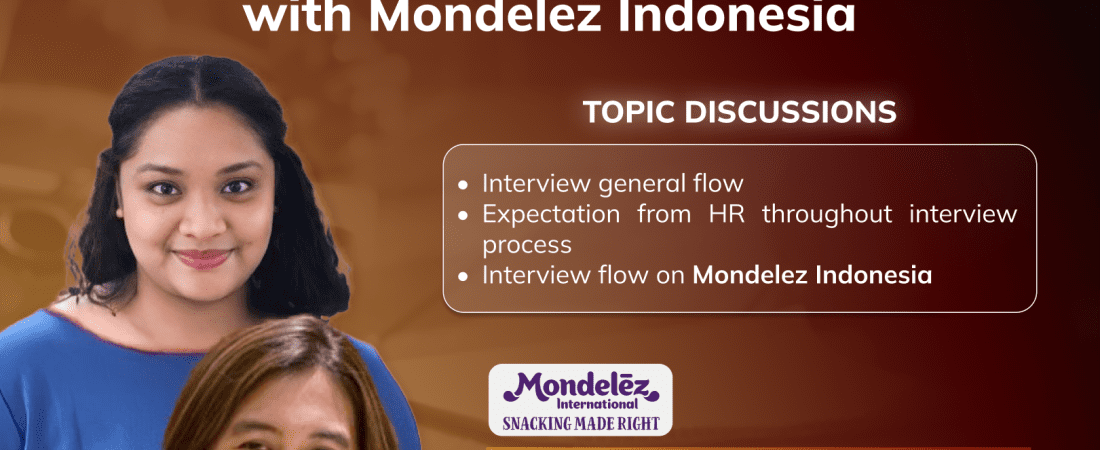 with Mondelez Indonesia
TOPIC DISCUSSIONS
• Interview general flow
• Expectation from HR throughout interview
process
• Interview flow on Mondelez Indonesia
Mondelēz
International
SNACKING MADE RIGHT